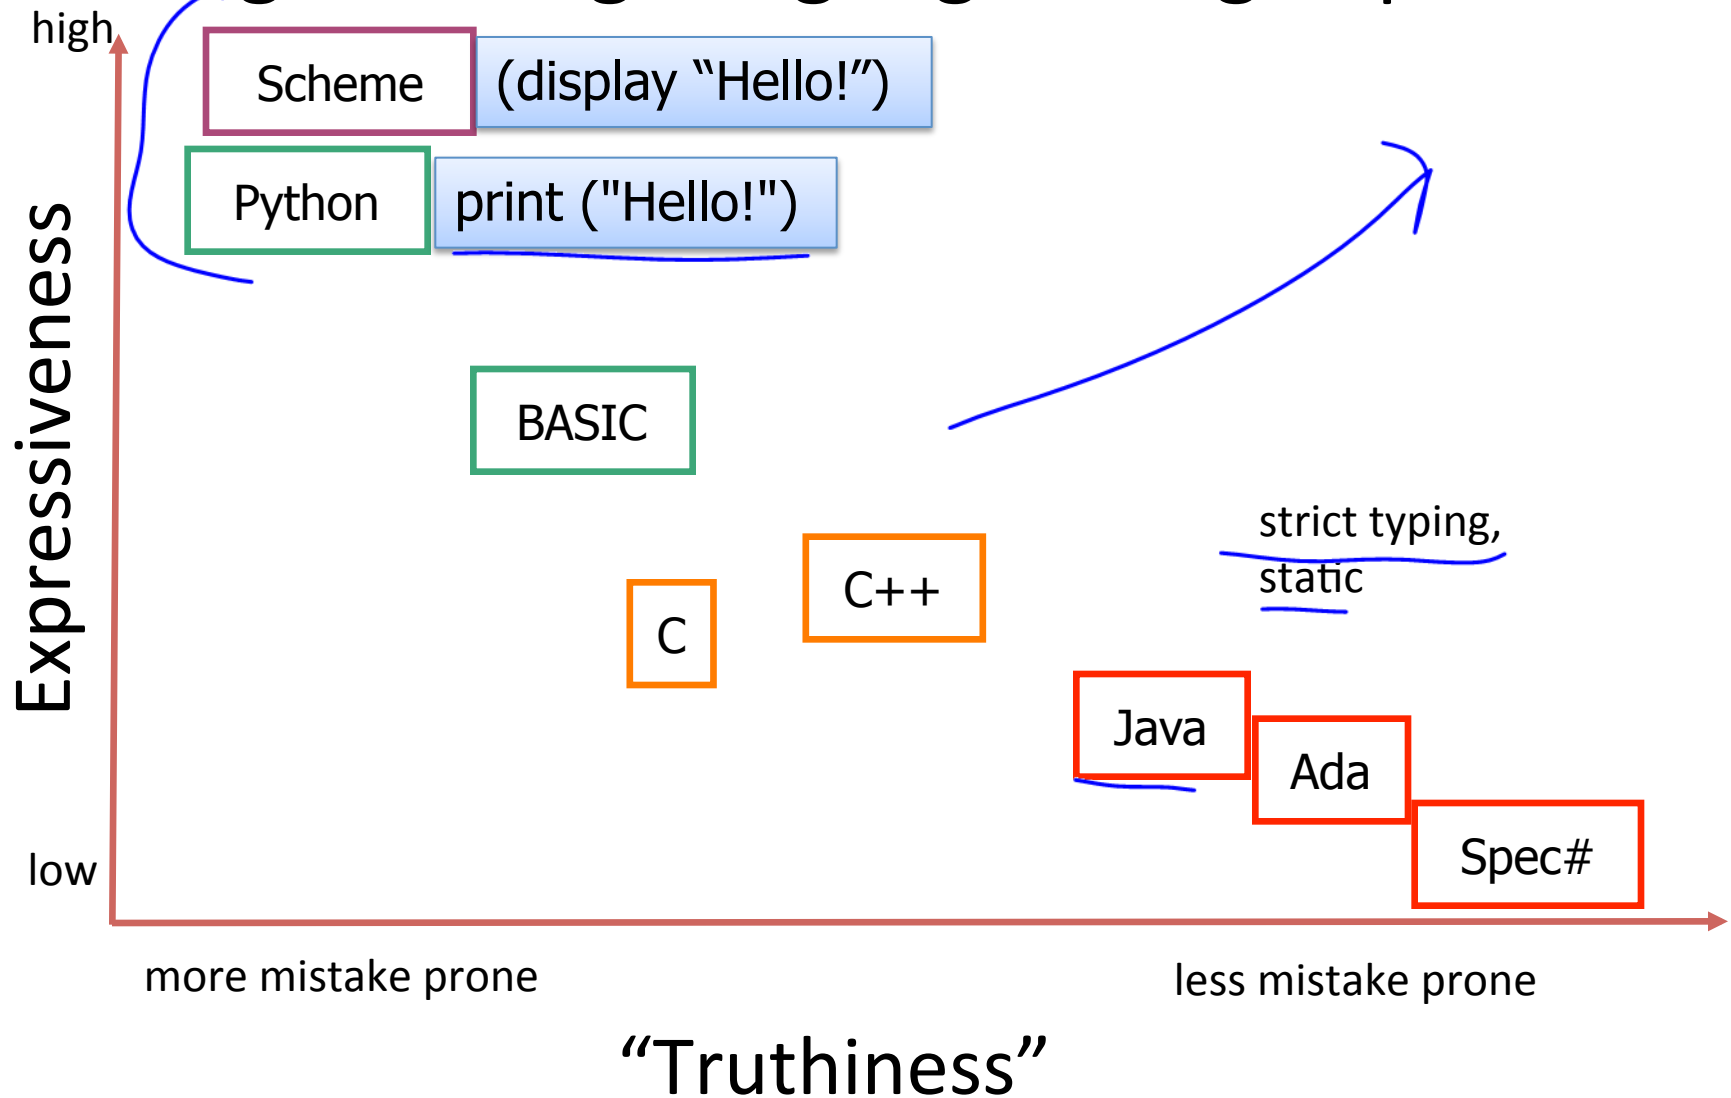 high
Scheme
(display “Hello!”)
Python
print ("Hello!")
Expressiveness
BASIC
strict typing,
static
C++
C
Java
Ada
Spec#
low
more mistake prone
less mistake prone
“Truthiness”